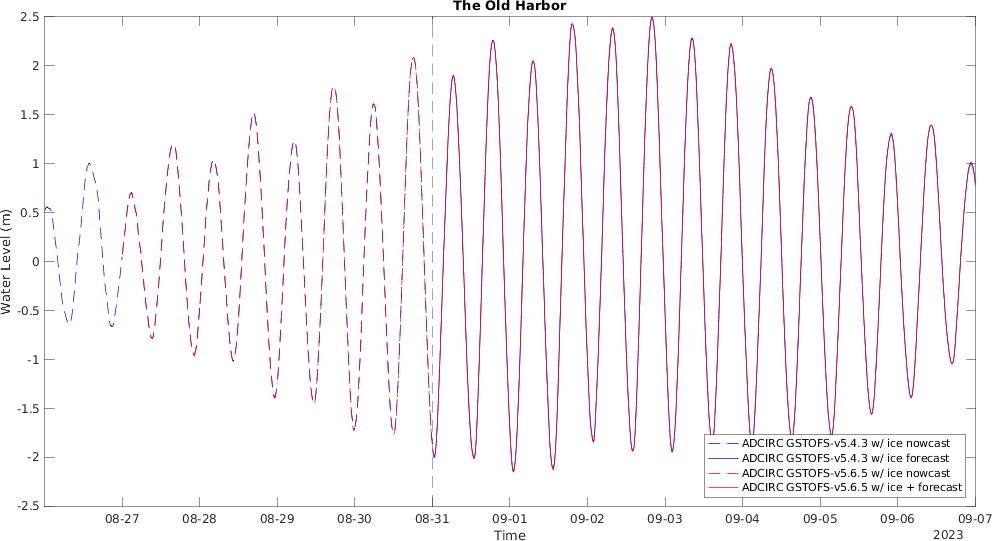 The Old Harbor
2.5
2
1.5
1
0.5
0
-0.5
-1
-1.5
-2
-2.5
Water Level (m)
ADCIRC GSTOFS-v5.4.3 w/ ice nowcast
ADCIRC GSTOFS-v5.4.3 w/ ice forecast
ADCIRC GSTOFS-v5.6.5 w/ ice nowcast
ADCIRC GSTOFS-v5.6.5 w/ ice + forecast
08-27 08-28 08-29 08-30 08-31 09-01 09-02 09-03 09-04 09-05 09-06 09-07
Time
2023